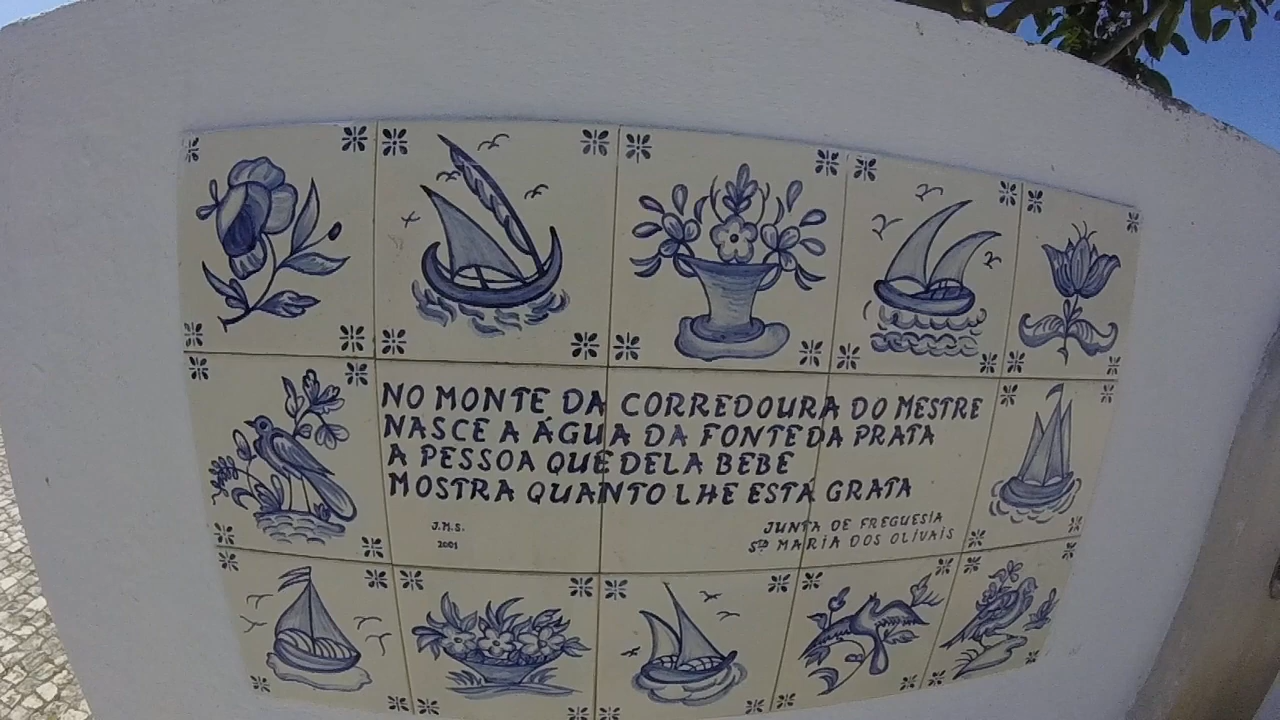 NO MONTE DA CORREDOURA DO MESTRE
NASCE A ÁGUA DA FONTE DA PRATA
A PESSOA QUE DELA BEBE
MOSTRA QUANTO LHE ESTÁ GRATA
J.M.S.
2001
JUNTA DE FREGUESIA
STA MARIA DOS OLIVAIS